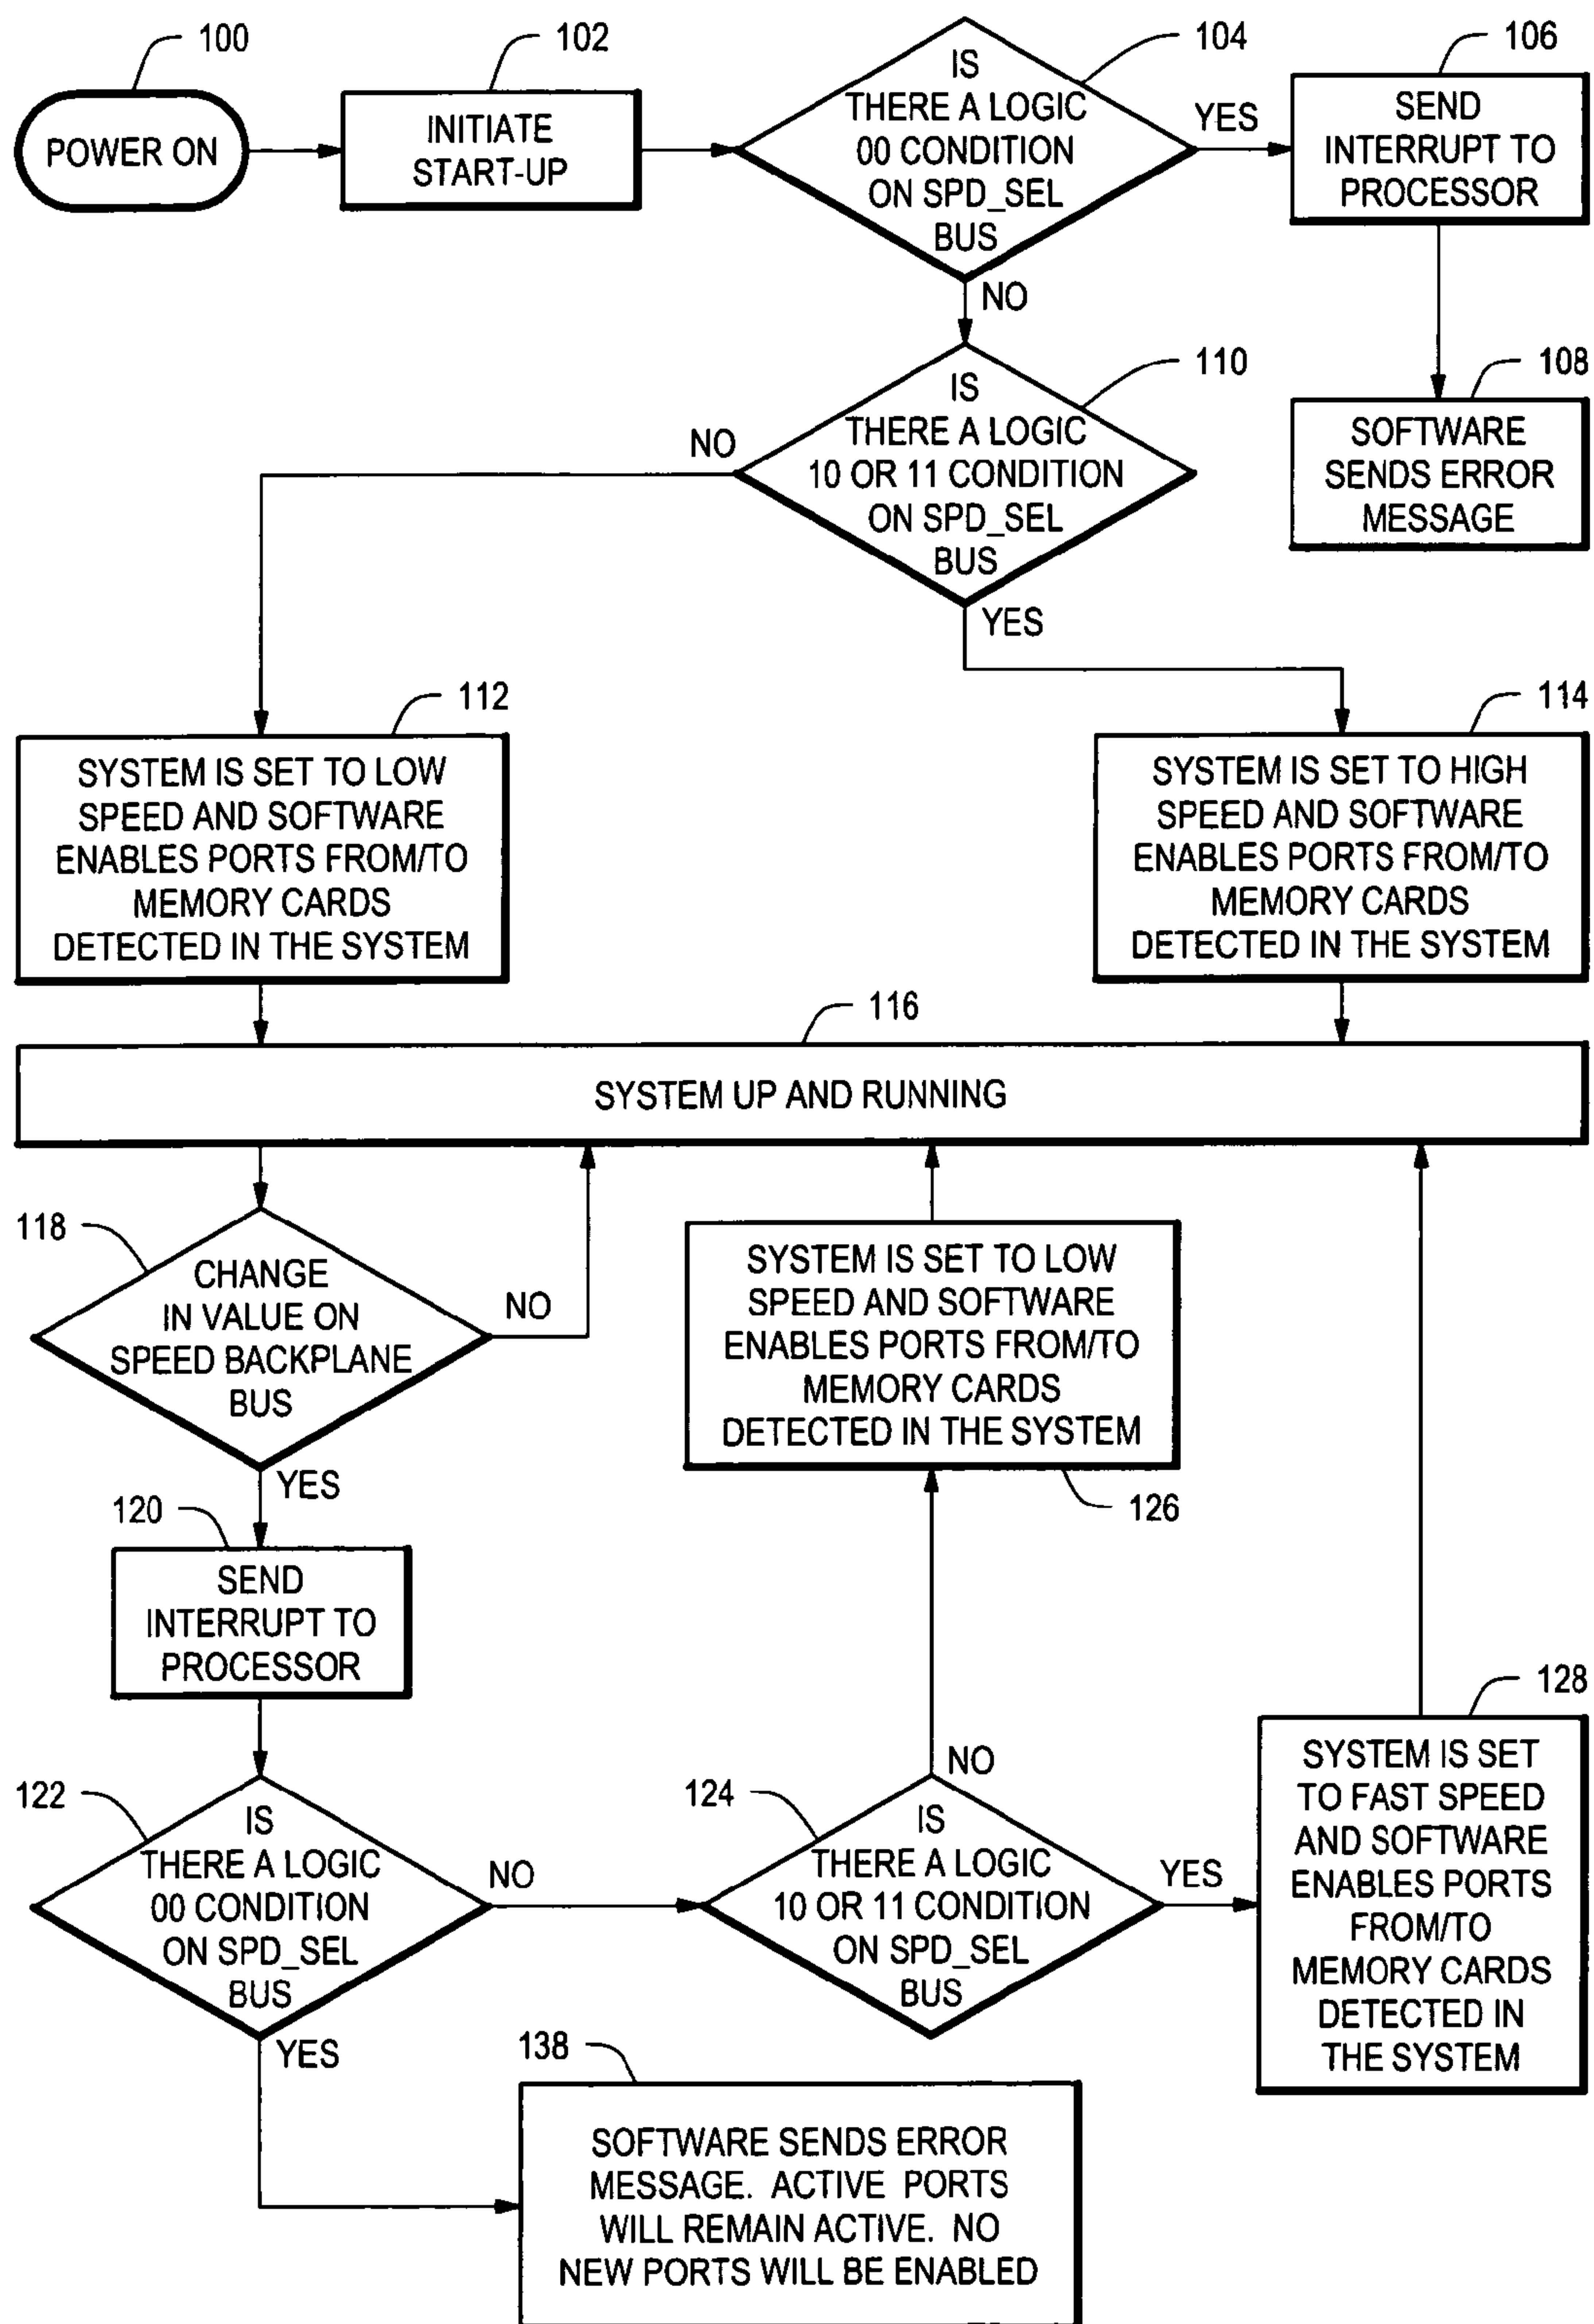 100
POWER ON
102
INITIATE
START-UP
104
IS
THERE A LOGIC
00 CONDITION
ON SPD_SEL
BUS
YES
NO
106
SEND
INTERRUPT TO
PROCESSOR
108
SOFTWARE
SENDS ERROR
MESSAGE
110
IS
THERE A LOGIC
10 OR 11 CONDITION
ON SPD_SEL
BUS
NO
YES
112
SYSTEM IS SET TO LOW
SPEED AND SOFTWARE
ENABLES PORTS FROM/TO
MEMORY CARDS
DETECTED IN THE SYSTEM
114
SYSTEM IS SET TO HIGH
SPEED AND SOFTWARE
ENABLES PORTS FROM/TO
MEMORY CARDS
DETECTED IN THE SYSTEM
116
SYSTEM UP AND RUNNING
118
CHANGE
IN VALUE ON
SPEED BACKPLANE
BUS
NO
YES
120
SEND
INTERRUPT TO
PROCESSOR
122
IS
THERE A LOGIC
00 CONDITION
ON SPD_SEL
BUS
NO
YES
124
IS
THERE A LOGIC
10 OR 11 CONDITION
ON SPD_SEL
BUS
NO
YES
SYSTEM IS SET TO LOW
SPEED AND SOFTWARE
ENABLES PORTS FROM/TO
MEMORY CARDS
DETECTED IN THE SYSTEM
126
128
SYSTEM IS SET
TO FAST SPEED
AND SOFTWARE
ENABLES PORTS
FROM/TO
MEMORY CARDS
DETECTED IN
THE SYSTEM
138
SOFTWARE SENDS ERROR
MESSAGE. ACTIVE PORTS
WILL REMAIN ACTIVE. NO
NEW PORTS WILL BE ENABLED